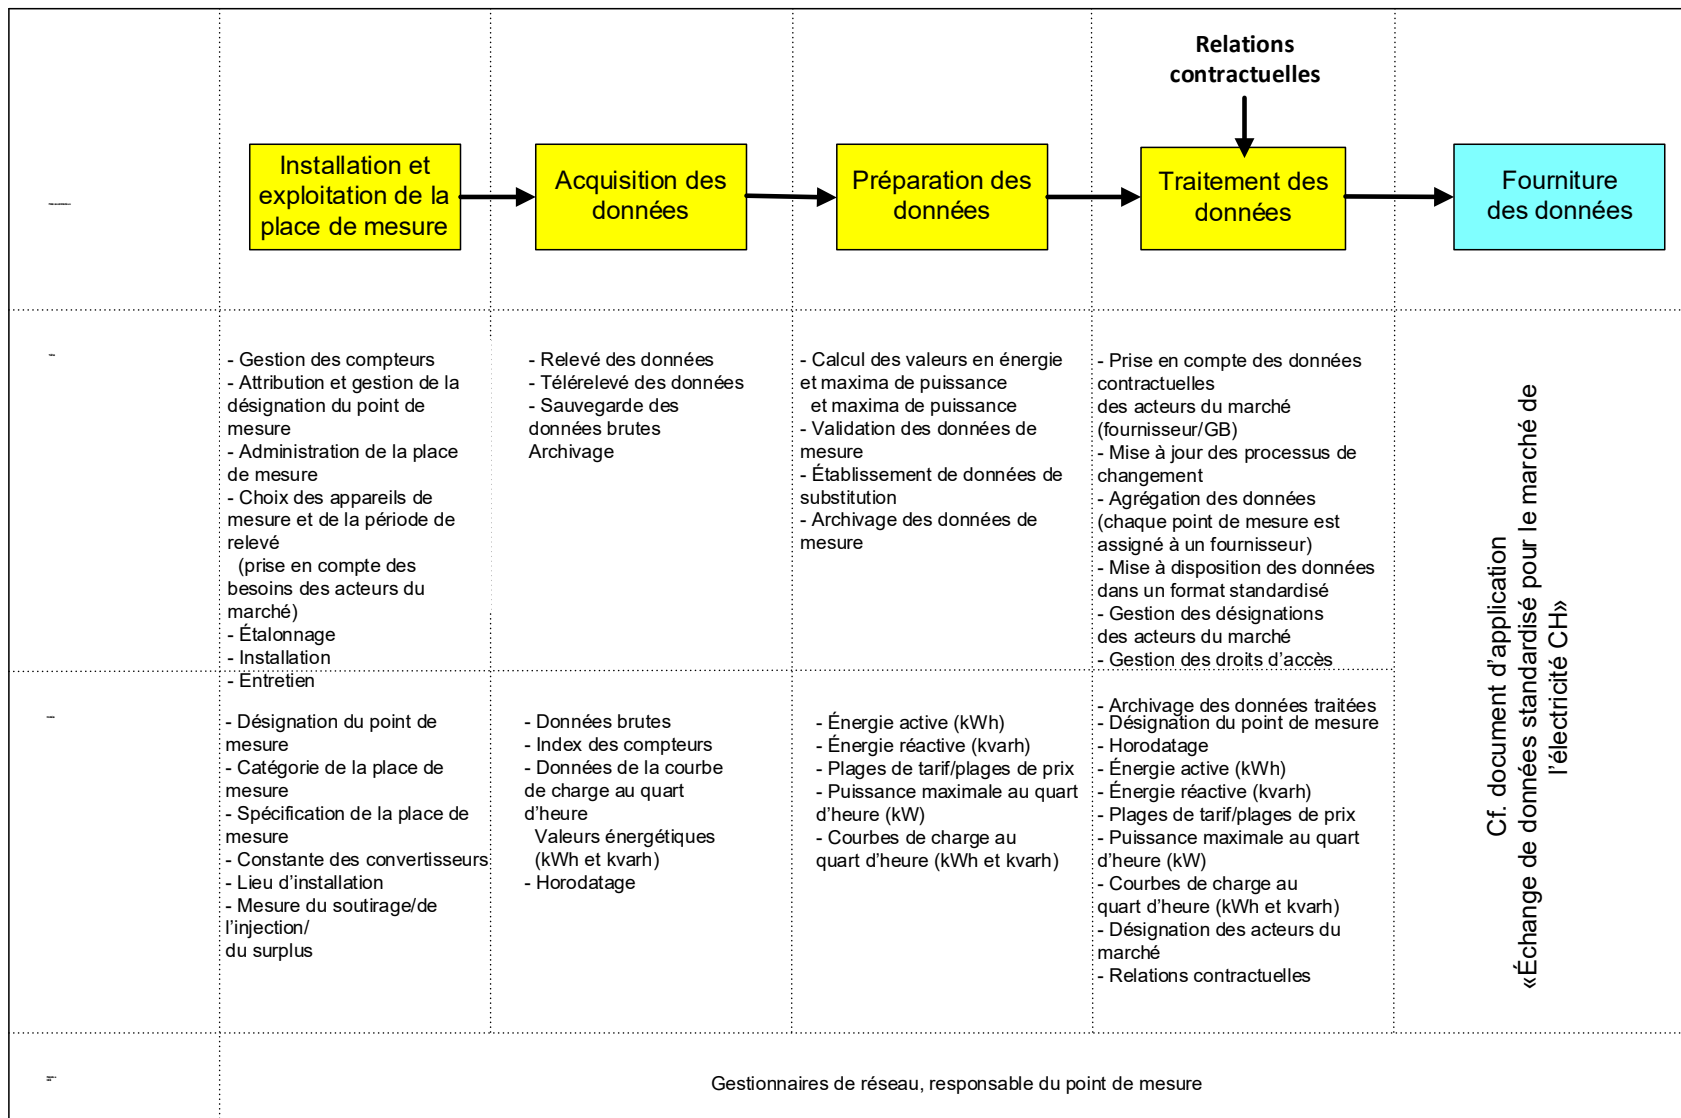 Relations
contractuelles
Installation et
exploitation de la
place de mesure
Acquisition des
données
Préparation des
données
Traitement des
données
Fourniture
des données
- Gestion des compteurs
- Attribution et gestion de la
désignation du point de
mesure
- Administration de la place
de mesure
- Choix des appareils de
mesure et de la période de
relevé
(prise en compte des
besoins des acteurs du
marché)
- Étalonnage
- Installation
- Entretien
- Relevé des données
- Télérelevé des données
- Sauvegarde des
données brutes
Archivage
- Calcul des valeurs en énergie
et maxima de puissance
et maxima de puissance
- Validation des données de
mesure
- Établissement de données de
substitution
- Archivage des données de
mesure
- Prise en compte des données
contractuelles
des acteurs du marché
(fournisseur/GB)
- Mise à jour des processus de
changement
- Agrégation des données
(chaque point de mesure est
assigné à un fournisseur)
- Mise à disposition des données
dans un format standardisé
- Gestion des désignations
des acteurs du marché
- Gestion des droits d'accès
- Archivage des données traitées
- Désignation du point de
mesure
- Catégorie de la place de
mesure
- Spécification de la place de
mesure
- Constante des convertisseurs
- Lieu d'installation
- Mesure du soutirage/de
l'injection/
du surplus
- Données brutes
- Index des compteurs
- Données de la courbe
de charge au quart
d'heure
Valeurs énergétiques
(kWh et kvarh)
- Horodatage
- Énergie active (kWh)
- Énergie réactive (kvarh)
- Plages de tarif/plages de prix
- Puissance maximale au quart
d'heure (kW)
- Courbes de charge au
quart d'heure (kWh et kvarh)
- Désignation du point de mesure
- Horodatage
- Énergie active (kWh)
- Énergie réactive (kvarh)
- Plages de tarif/plages de prix
- Puissance maximale au quart
d'heure (kW)
- Courbes de charge au
quart d'heure (kWh et kvarh)
- Désignation des acteurs du
marché
- Relations contractuelles
Cf. document d'application
«Échange de données standardisé pour le marché de
l'électricité CH»
Gestionnaires de réseau, responsable du point de mesure